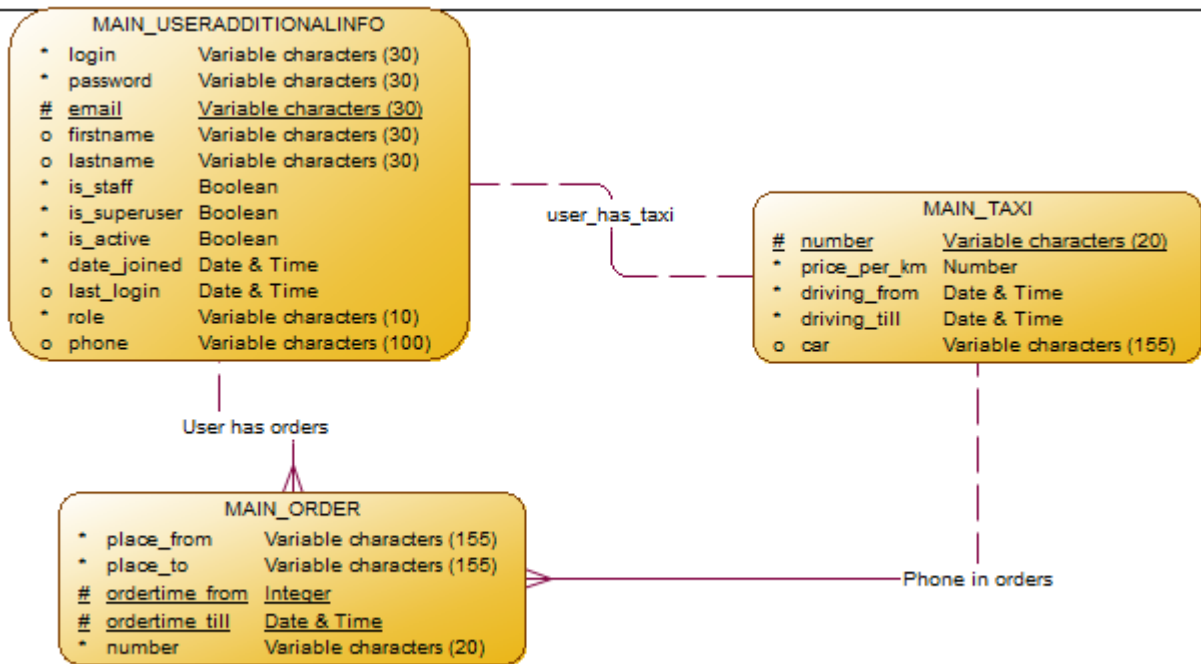 MAIN_USERADDITIONALINFO
* login Variable characters (30)
* password Variable characters (30)
# email Variable characters (30)
o firstname Variable characters (30)
o lastname Variable characters (30)
* is_staff Boolean
* is_superuser Boolean
* is_active Boolean
* date_joined Date & Time
o last_login Date & Time
* role Variable characters (10)
o phone Variable characters (100)
user_has_taxi
MAIN_TAXI
# number Variable characters (20)
* price_per_km Number
* driving_from Date & Time
* driving_till Date & Time
o car Variable characters (155)
User has orders
MAIN_ORDER
* place_from Variable characters (155)
* place_to Variable characters (155)
# ordertime_from Integer
# ordertime_till Date & Time
* number Variable characters (20)
Phone in orders